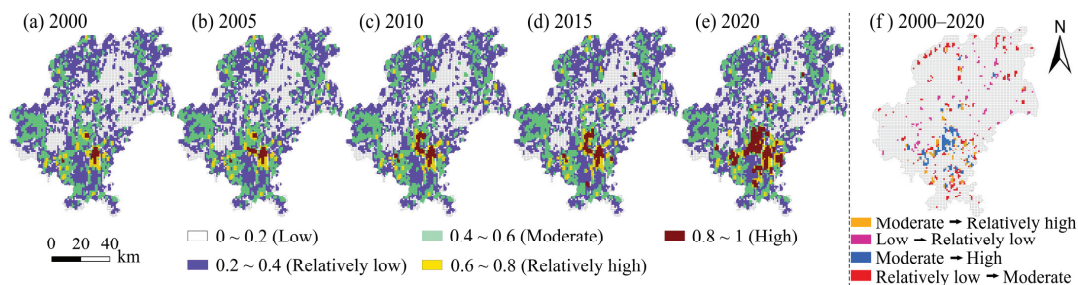 (a) 2000
(b) 2005
(c) 2010
(d) 2015
(e) 2020
(f) 2000–2020
N
0 20 40
km
0 ~ 0.2 (Low)
0.4 ~ 0.6 (Moderate)
0.8 ~ 1 (High)
0.2 ~ 0.4 (Relatively low)
0.6 ~ 0.8 (Relatively high)
Moderate → Relatively high
Low → Relatively low
Moderate → High
Relatively low → Moderate